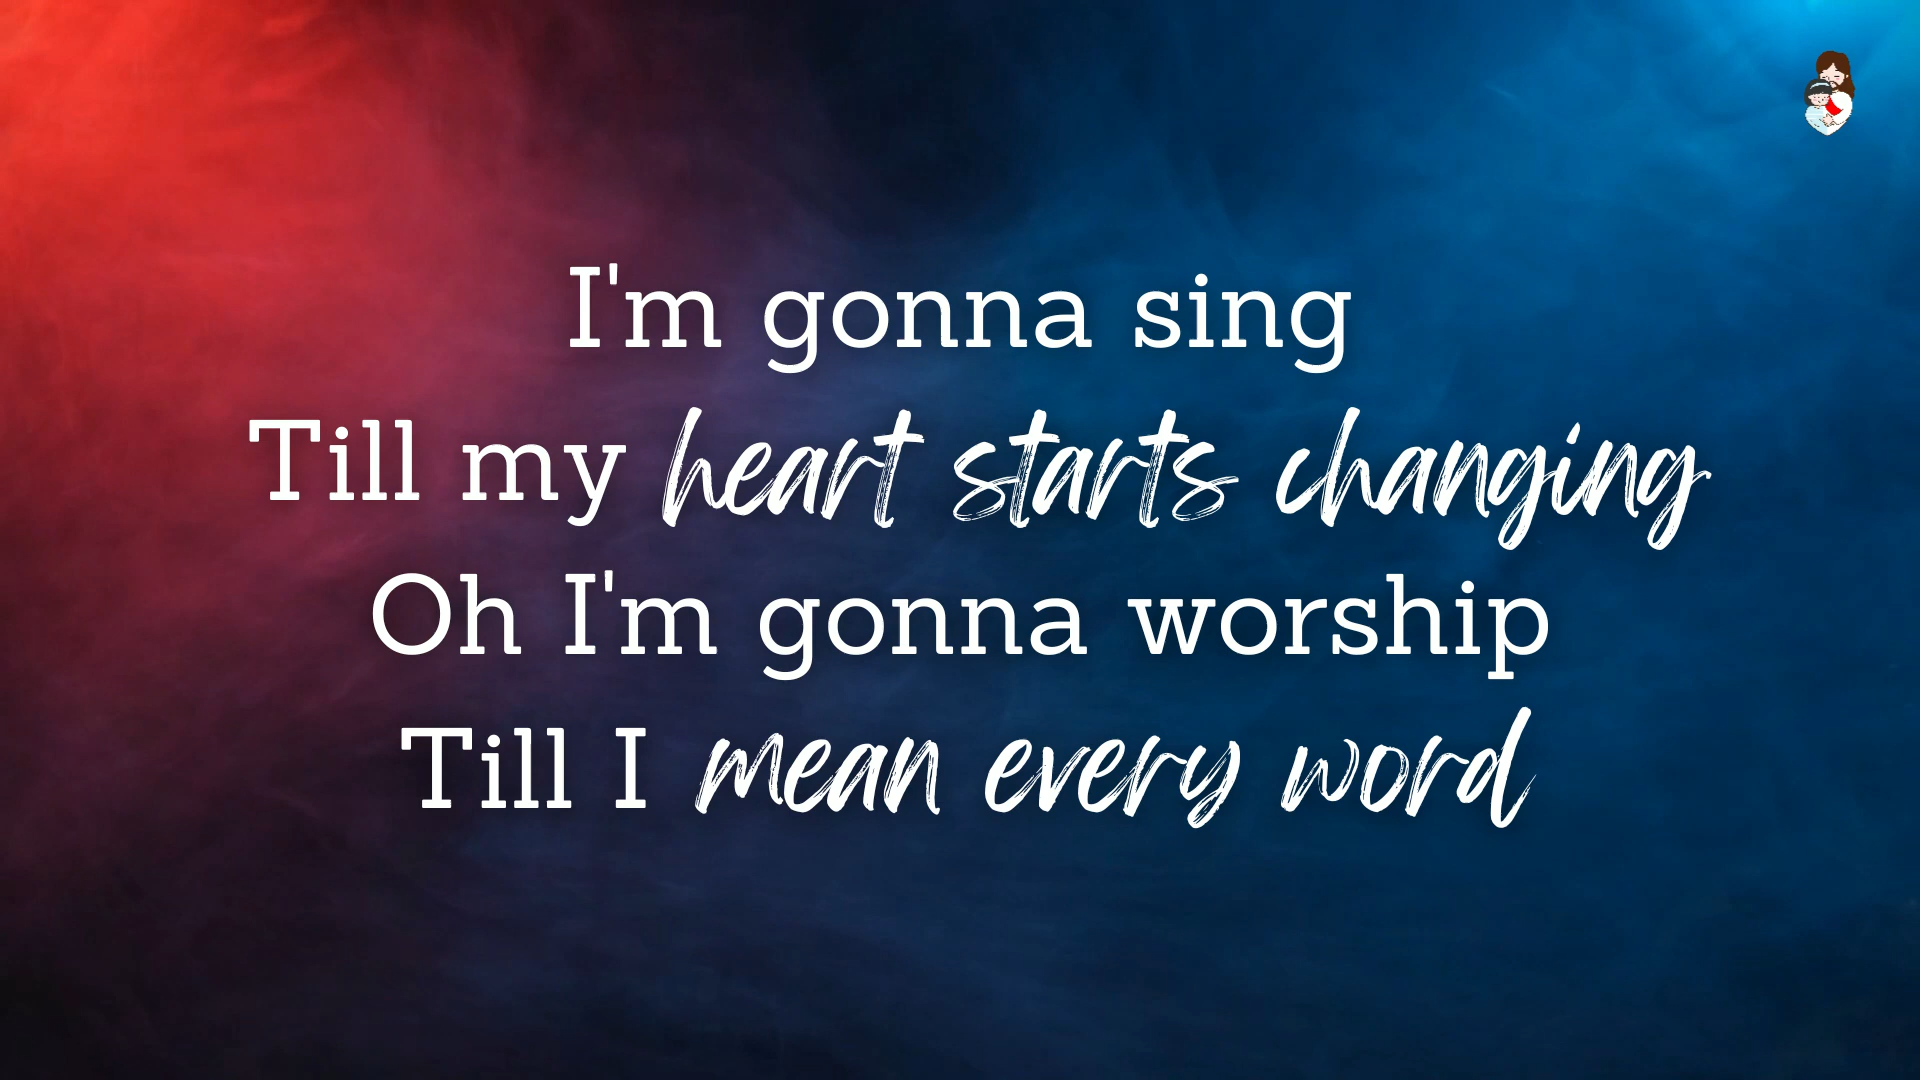 I'm gonna sing
Till my heart starts changing
Oh I'm gonna worship
Till I mean every word